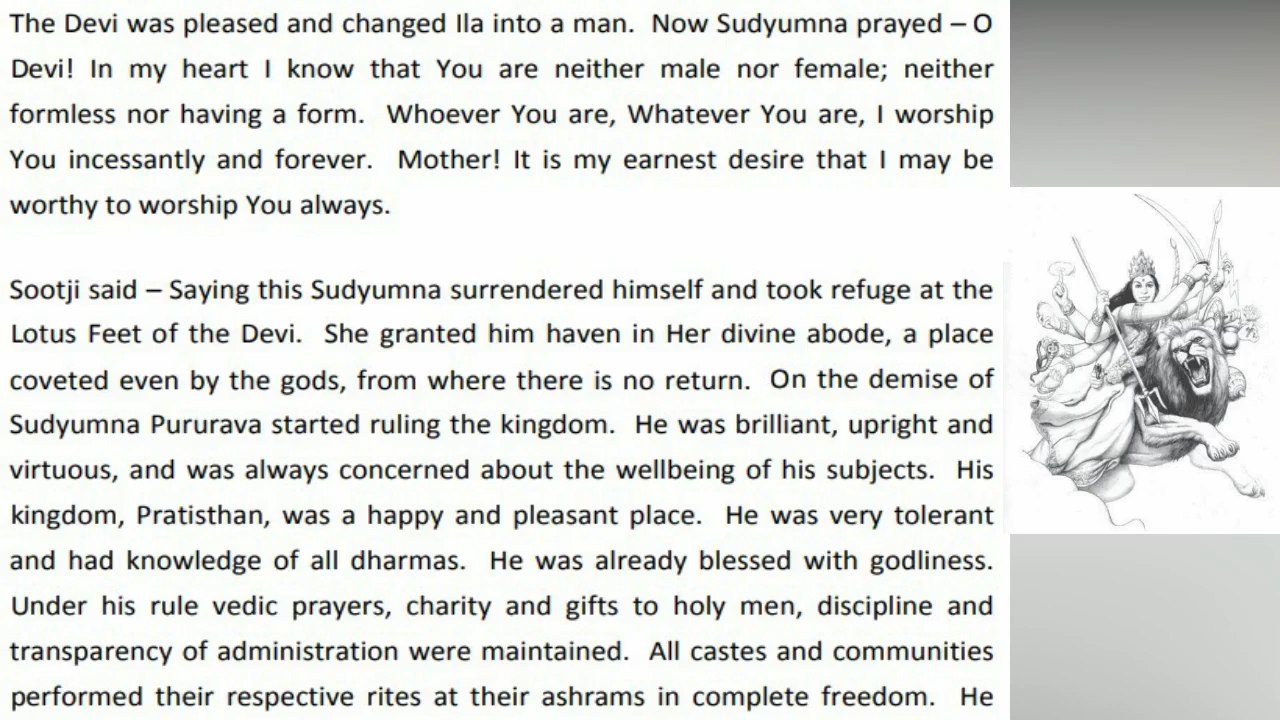 The Devi was pleased and changed Ila into a man. Now Sudyumna prayed – O
Devi! In my heart I know that You are neither male nor female; neither
formless nor having a form. Whoever You are, Whatever You are, I worship
You incessantly and forever. Mother! It is my earnest desire that I may be
worthy to worship You always.
Sootji said – Saying this Sudyumna surrendered himself and took refuge at the
Lotus Feet of the Devi. She granted him haven in Her divine abode, a place
coveted even by the gods, from where there is no return. On the demise of
Sudyumna Pururava started ruling the kingdom. He was brilliant, upright and
virtuous, and was always concerned about the wellbeing of his subjects. His
kingdom, Pratisthan, was a happy and pleasant place. He was very tolerant
and had knowledge of all dharmas. He was already blessed with godliness.
Under his rule vedic prayers, charity and gifts to holy men, discipline and
transparency of administration were maintained. All castes and communities
performed their respective rites at their ashrams in complete freedom. He